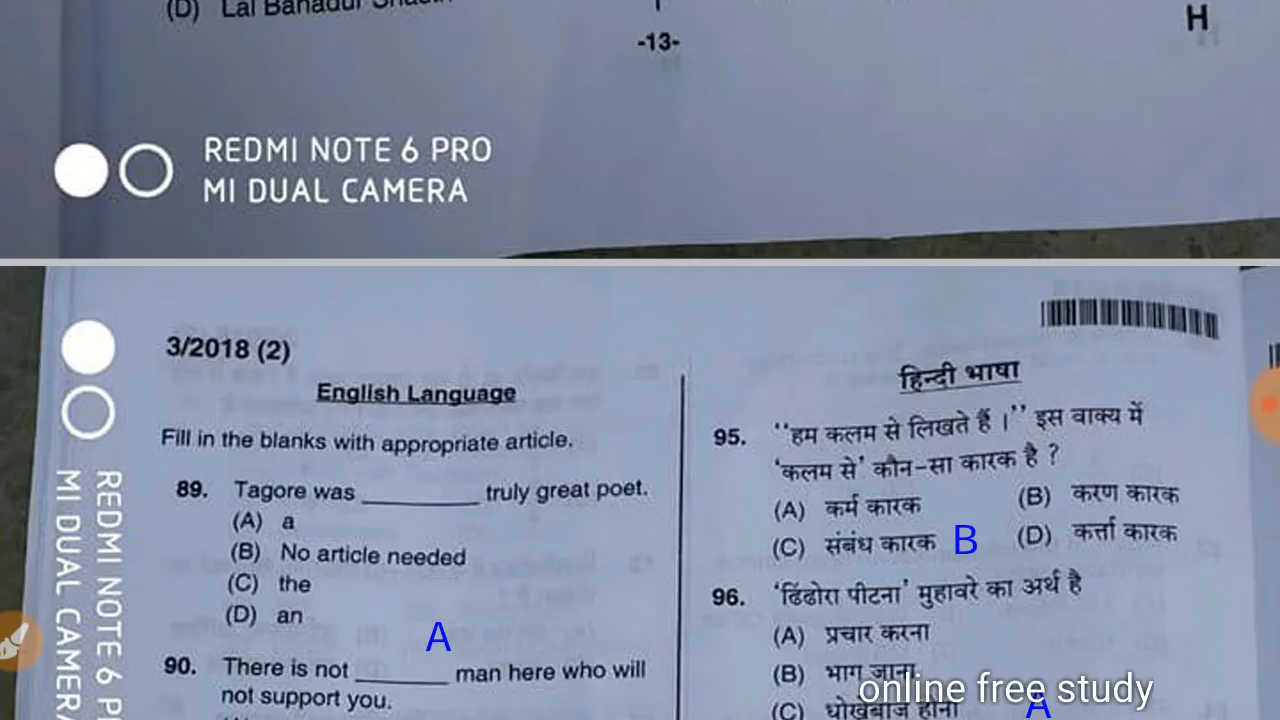 (D) Lal Bahadur
-13-
H
REDMI NOTE 6 PRO
MI DUAL CAMERA
3/2018 (2)
English Language
Fill in the blanks with appropriate article.
89. Tagore was ________ truly great poet.
(A) a
(B) No article needed
(C) the
(D) an
A
90. There is not ________ man here who will
not support you.
हिन्दी भाषा
95. ''हम कलम से लिखते हैं ।'' इस वाक्य में
'कलम से' कौन-सा कारक है ?
(A) कर्म कारक (B) करण कारक
(C) संबंध कारक B (D) कर्त्ता कारक
96. 'ढिंढोरा पीटना' मुहावरे का अर्थ है
(A) प्रचार करना
(B) भाग जाना
(C) धोखेबाज होना A
online free study
REDMI NOTE 6 P
MI DUAL CAMERA